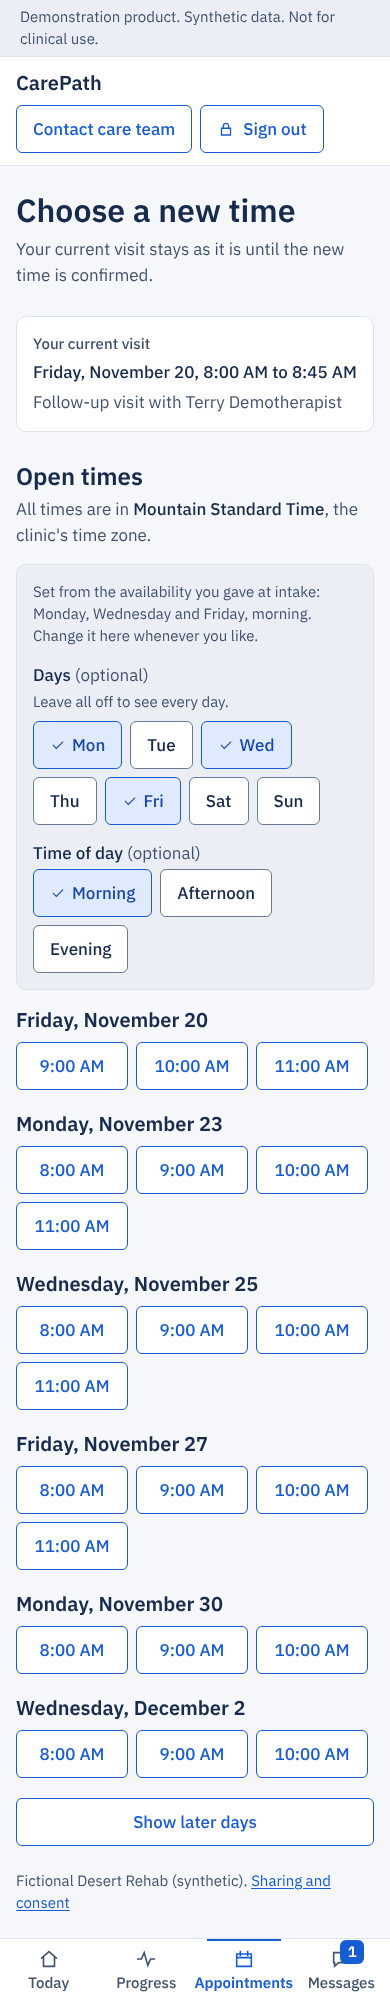 Demonstration product. Synthetic data. Not for
clinical use.
CarePath
Contact care team
Sign out
Choose a new time
Your current visit stays as it is until the new
time is confirmed.
Your current visit
Friday, November 20, 8:00 AM to 8:45 AM
Follow-up visit with Terry Demotherapist
Open times
All times are in Mountain Standard Time, the
clinic's time zone.
Set from the availability you gave at intake:
Monday, Wednesday and Friday, morning.
Change it here whenever you like.
Days (optional)
Leave all off to see every day.
Mon Tue Wed
Thu Fri Sat Sun
Time of day (optional)
Morning Afternoon
Evening
Friday, November 20
9:00 AM 10:00 AM 11:00 AM
Monday, November 23
8:00 AM 9:00 AM 10:00 AM
11:00 AM
Wednesday, November 25
8:00 AM 9:00 AM 10:00 AM
11:00 AM
Friday, November 27
8:00 AM 9:00 AM 10:00 AM
11:00 AM
Monday, November 30
8:00 AM 9:00 AM 10:00 AM
Wednesday, December 2
8:00 AM 9:00 AM 10:00 AM
Show later days
Fictional Desert Rehab (synthetic). Sharing and
consent
1
Today Progress Appointments Messages